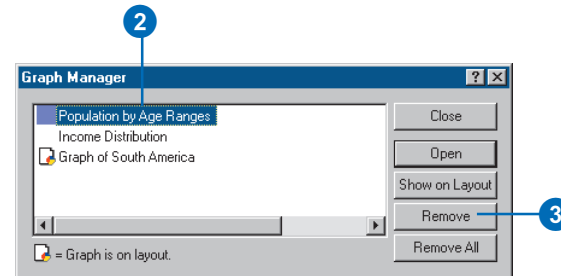 2
Graph Manager
Population by Age Ranges
Income Distribution
Graph of South America
Close
Open
Show on Layout
Remove
3
Remove All
= Graph is on layout.